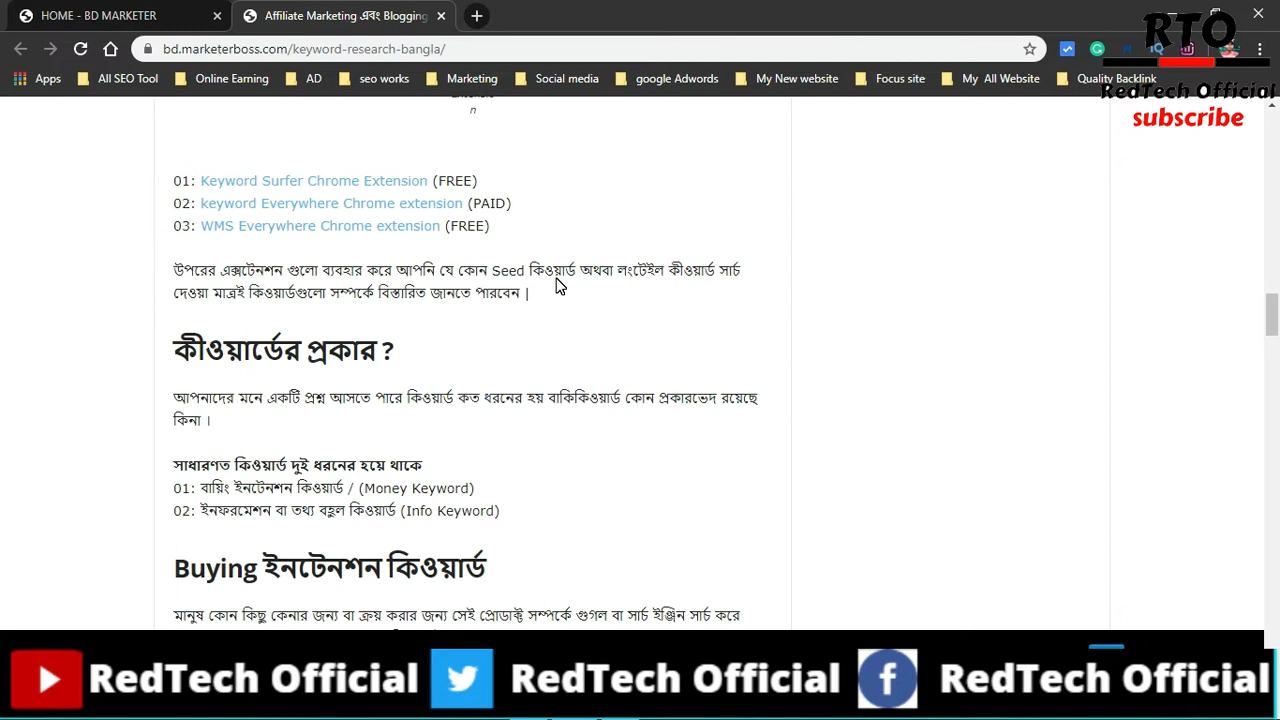 HOME - BD MARKETER
Affiliate Marketing এবং Blogging
RTO
bd.marketerboss.com/keyword-research-bangla/
Apps All SEO Tool Online Earning AD seo works Marketing Social media google Adwords My New website Focus site My All Website Quality Backlink
RedTech Official
subscribe
n
01: Keyword Surfer Chrome Extension (FREE)
02: keyword Everywhere Chrome extension (PAID)
03: WMS Everywhere Chrome extension (FREE)
উপরের এক্সটেনশন গুলো ব্যবহার করে আপনি যে কোন Seed কিওয়ার্ড অথবা লংটেইল কীওয়ার্ড সার্চ
দেওয়া মাত্রই কিওয়ার্ডগুলো সম্পর্কে বিস্তারিত জানতে পারবেন |
কীওয়ার্ডের প্রকার ?
আপনাদের মনে একটি প্রশ্ন আসতে পারে কিওয়ার্ড কত ধরনের হয় বাকিকিওয়ার্ড কোন প্রকারভেদ রয়েছে
কিনা ।
সাধারণত কিওয়ার্ড দুই ধরনের হয়ে থাকে
01: বায়িং ইনটেনশন কিওয়ার্ড / (Money Keyword)
02: ইনফরমেশন বা তথ্য বহুল কিওয়ার্ড (Info Keyword)
Buying ইনটেনশন কিওয়ার্ড
মানুষ কোন কিছু কেনার জন্য বা ক্রয় করার জন্য সেই প্রোডাক্ট সম্পর্কে গুগল বা সার্চ ইঞ্জিন সার্চ করে
RedTech Official RedTech Official RedTech Official